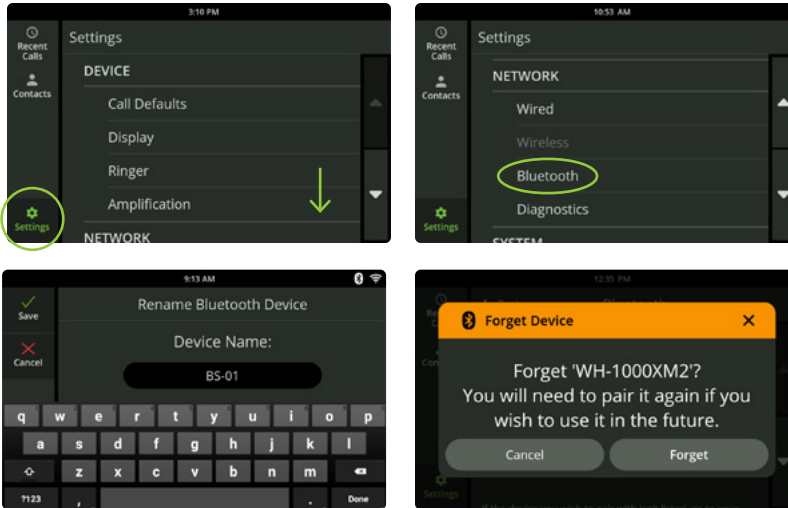 3:10 PM
Recent
Calls
Settings
DEVICE
Contacts
Call Defaults
Display
Ringer
Amplification
Settings
NETWORK
10:53 AM
Recent
Calls
Settings
NETWORK
Contacts
Wired
Wireless
Bluetooth
Diagnostics
Settings
SYSTEM
9:13 AM
Save
Rename Bluetooth Device
Cancel
Device Name:
BS-01
q w e r t y u i o p
a s d f g h j k l
z x c v b n m
?123 , . Done
12:35 PM
Forget Device
Forget 'WH-1000XM2'?
You will need to pair it again if you
wish to use it in the future.
Cancel Forget
Settings